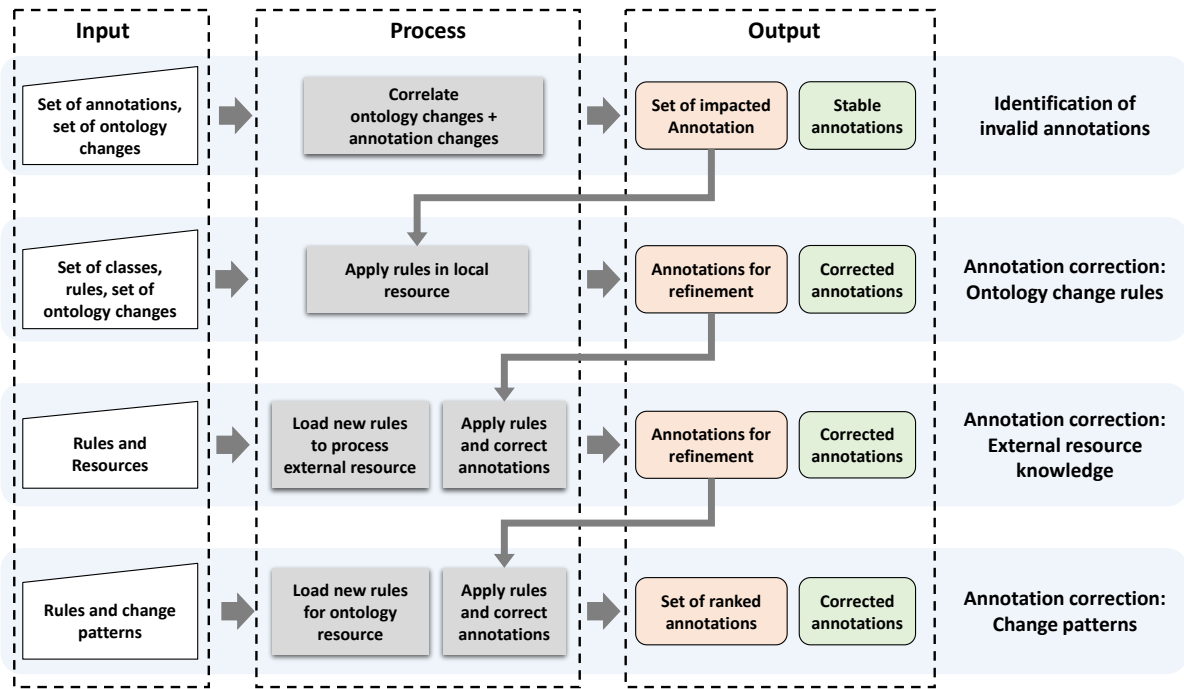 Input
Process
Output
Set of annotations,
set of ontology
changes
Correlate
ontology changes +
annotation changes
Set of impacted
Annotation
Stable
annotations
Identification of
invalid annotations
Set of classes,
rules, set of
ontology changes
Apply rules in local
resource
Annotations for
refinement
Corrected
annotations
Annotation correction:
Ontology change rules
Rules and
Resources
Load new rules
to process
external resource
Apply rules
and correct
annotations
Annotations for
refinement
Corrected
annotations
Annotation correction:
External resource
knowledge
Rules and change
patterns
Load new rules
for ontology
resource
Apply rules
and correct
annotations
Set of ranked
annotations
Corrected
annotations
Annotation correction:
Change patterns